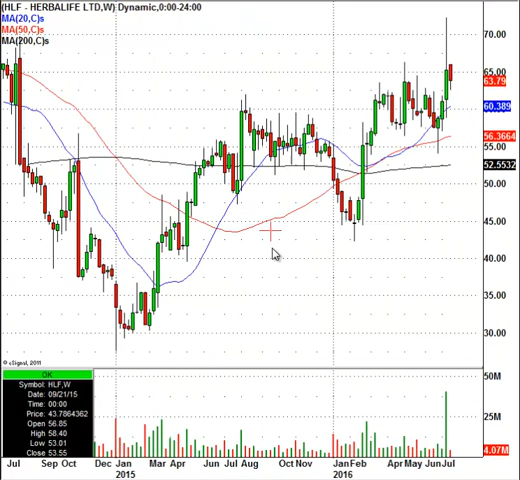 (HLF - HERBALIFE LTD,W) Dynamic,0:00-24:00
MA(20,C)s
MA(50,C)s
MA(200,C)s
70.00
65.00
63.79
60.389
56.3664
55.00
52.5532
50.00
45.00
40.00
35.00
30.00
© eSignal, 2011
OK
Symbol: HLF,W
Date: 09/21/15
Time: 00:00
Price: 43.7864362
Open 56.85
High 58.40
Low 53.01
Close 53.55
50M
25M
4.07M
Jul Sep Oct Dec Jan Mar Apr Jun Jul Aug Oct Nov Jan Feb Apr May Jun Jul
2015 2016